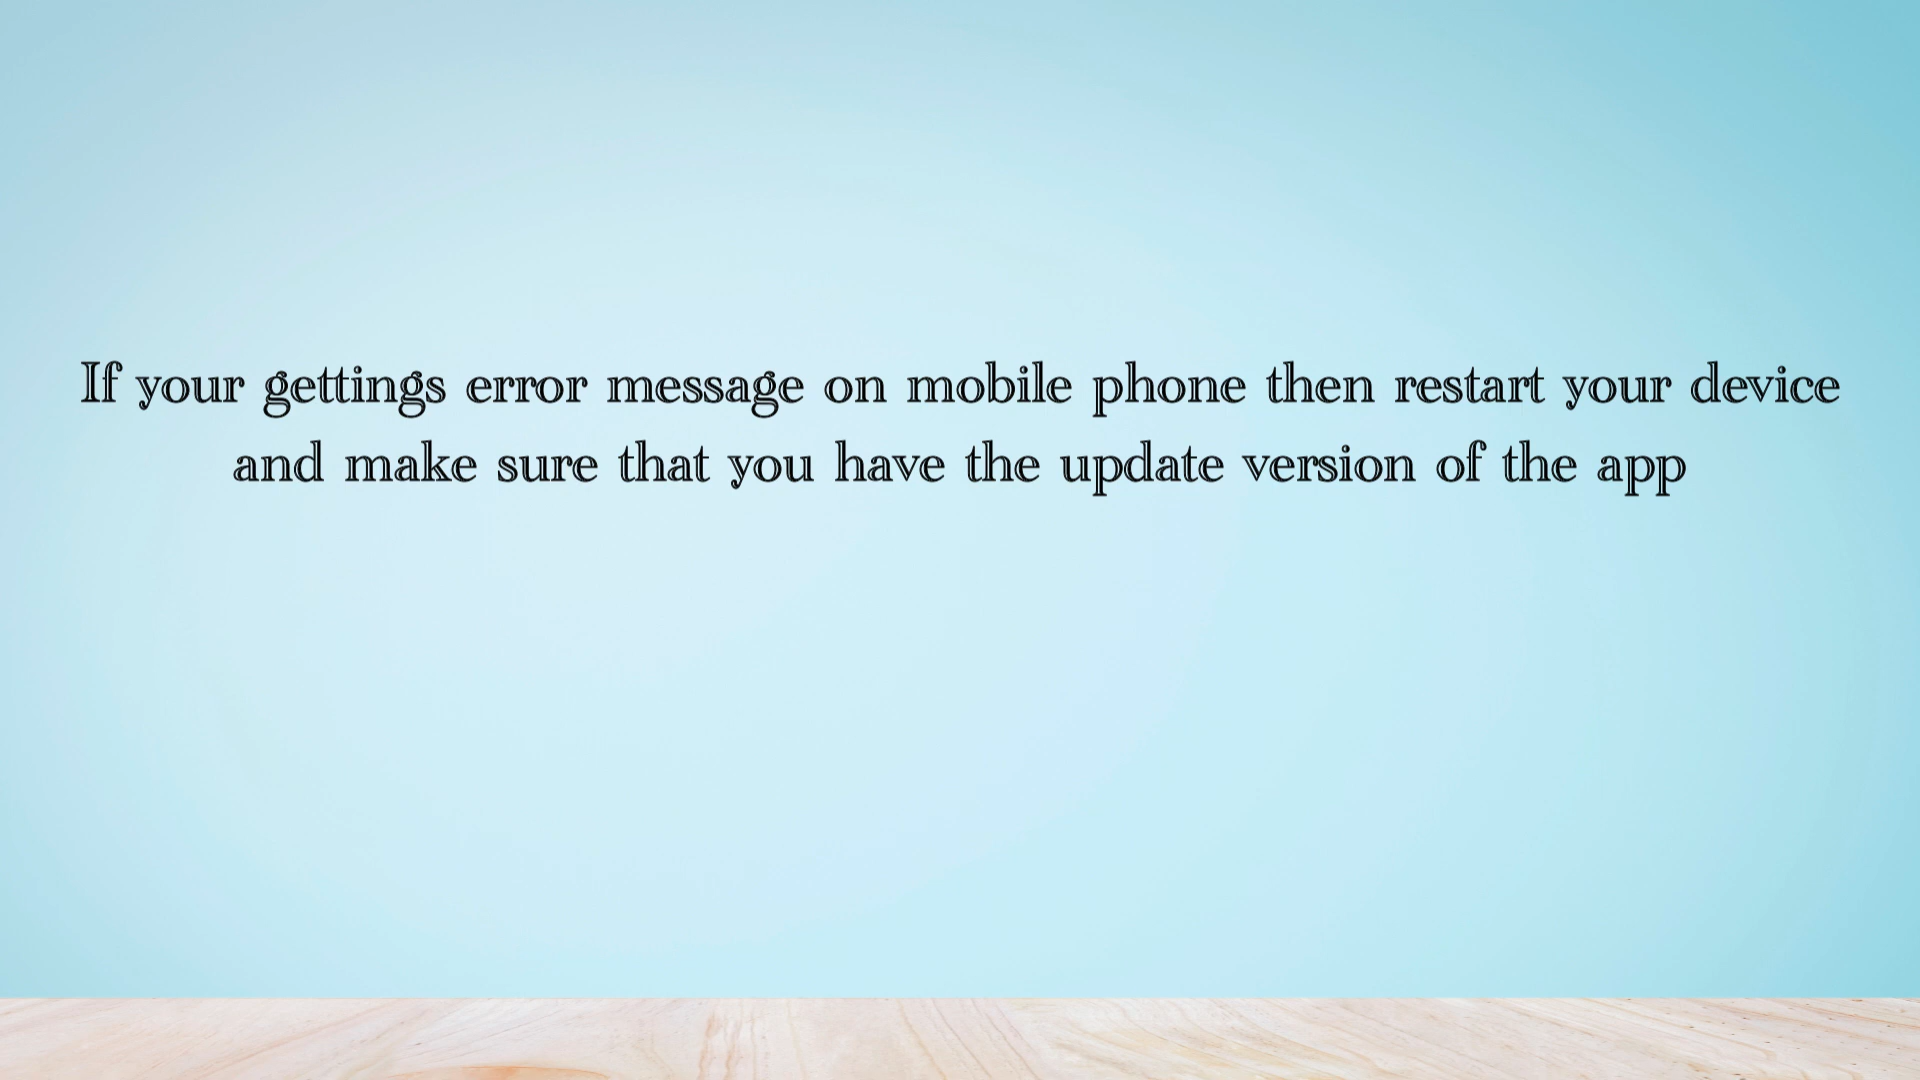 If your gettings error message on mobile phone then restart your device
and make sure that you have the update version of the app